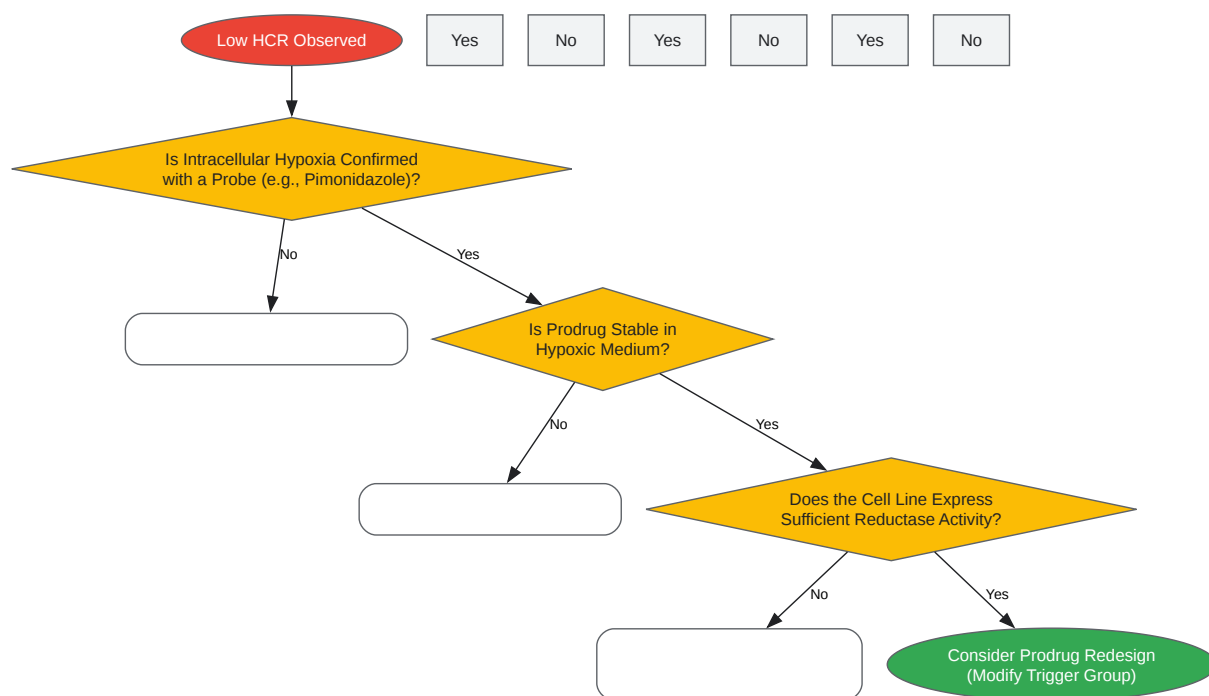 Low HCR Observed
Yes
No
Yes
No
Yes
No
Is Intracellular Hypoxia Confirmed
with a Probe (e.g., Pimonidazole)?
No
Yes
Is Prodrug Stable in
Hypoxic Medium?
No
Yes
Does the Cell Line Express
Sufficient Reductase Activity?
No
Yes
Consider Prodrug Redesign
(Modify Trigger Group)